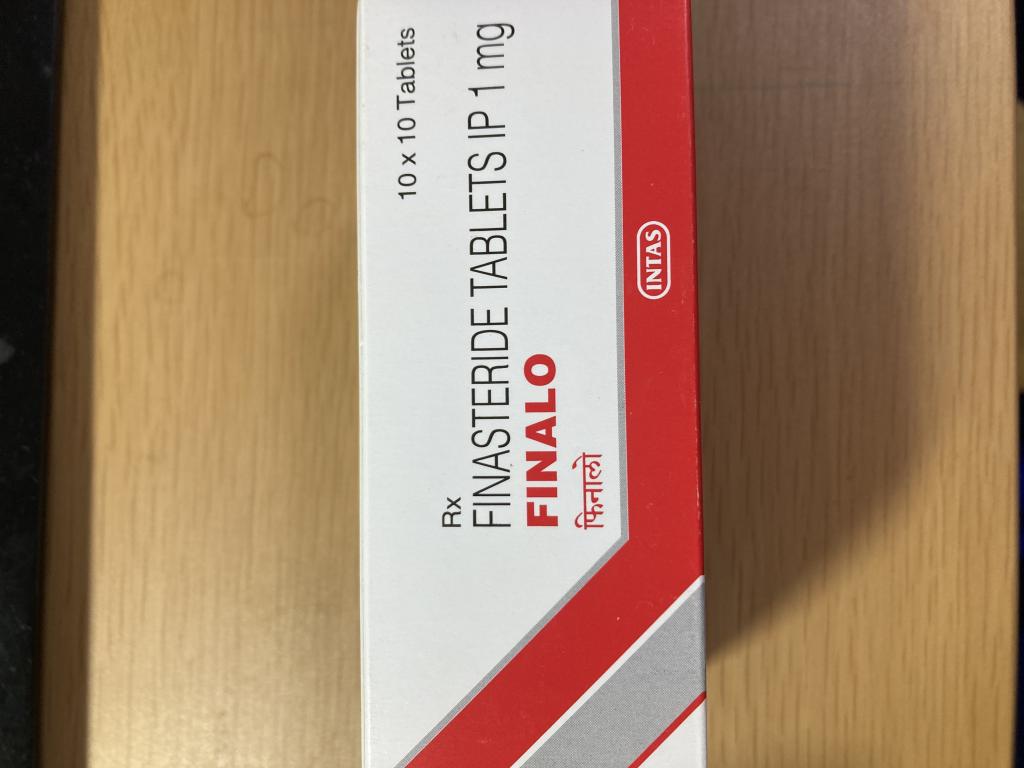 10 x 10 Tablets
Rx
FINASTERIDE TABLETS IP 1 mg
FINALO
फिनालो
INTAS